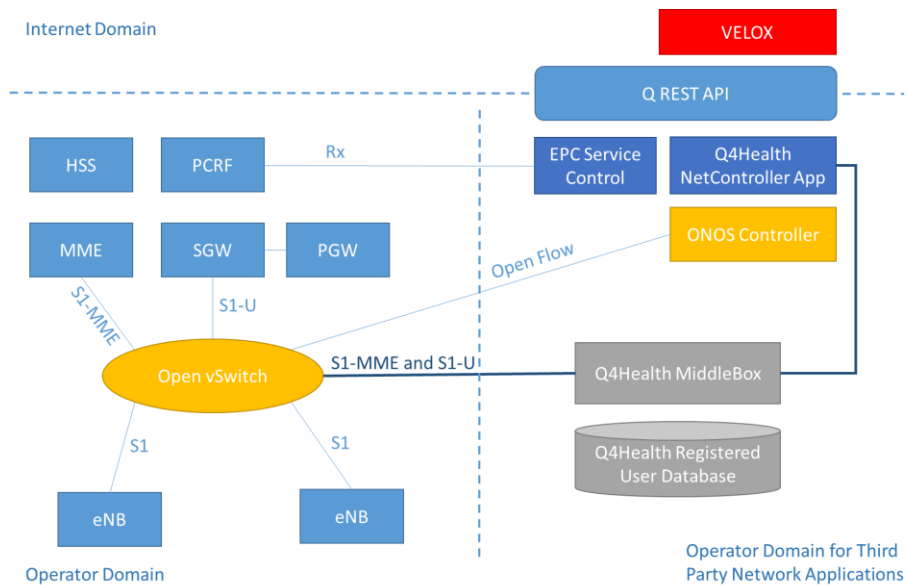 Internet Domain
VELOX
Q REST API
HSS
PCRF
Rx
EPC Service
Control
Q4Health
NetController App
MME
SGW
PGW
ONOS Controller
Open Flow
S1-MME
S1-U
S1-MME and S1-U
Open vSwitch
Q4Health MiddleBox
S1
S1
Q4Health Registered
User Database
eNB
eNB
Operator Domain
Operator Domain for Third
Party Network Applications